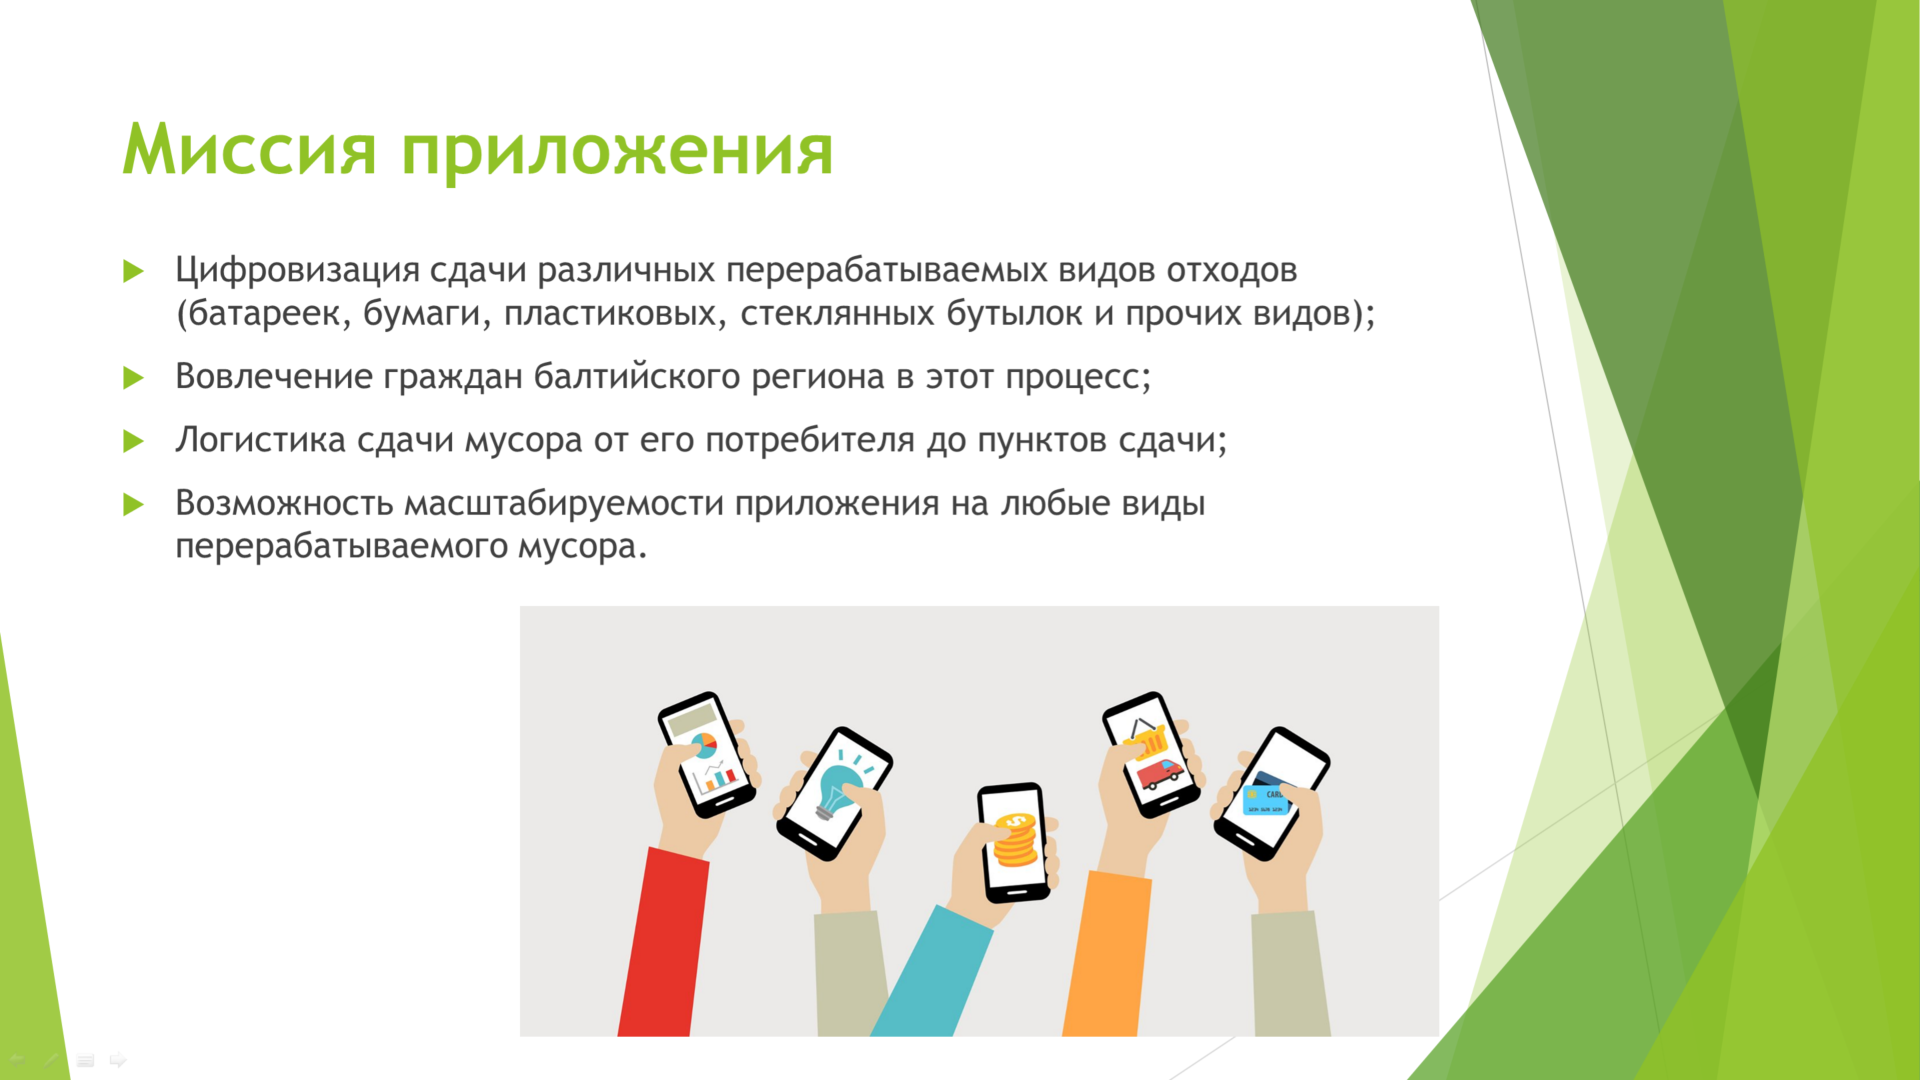 Миссия приложения
Цифровизация сдачи различных перерабатываемых видов отходов
(батареек, бумаги, пластиковых, стеклянных бутылок и прочих видов);
Вовлечение граждан балтийского региона в этот процесс;
Логистика сдачи мусора от его потребителя до пунктов сдачи;
Возможность масштабируемости приложения на любые виды
перерабатываемого мусора.